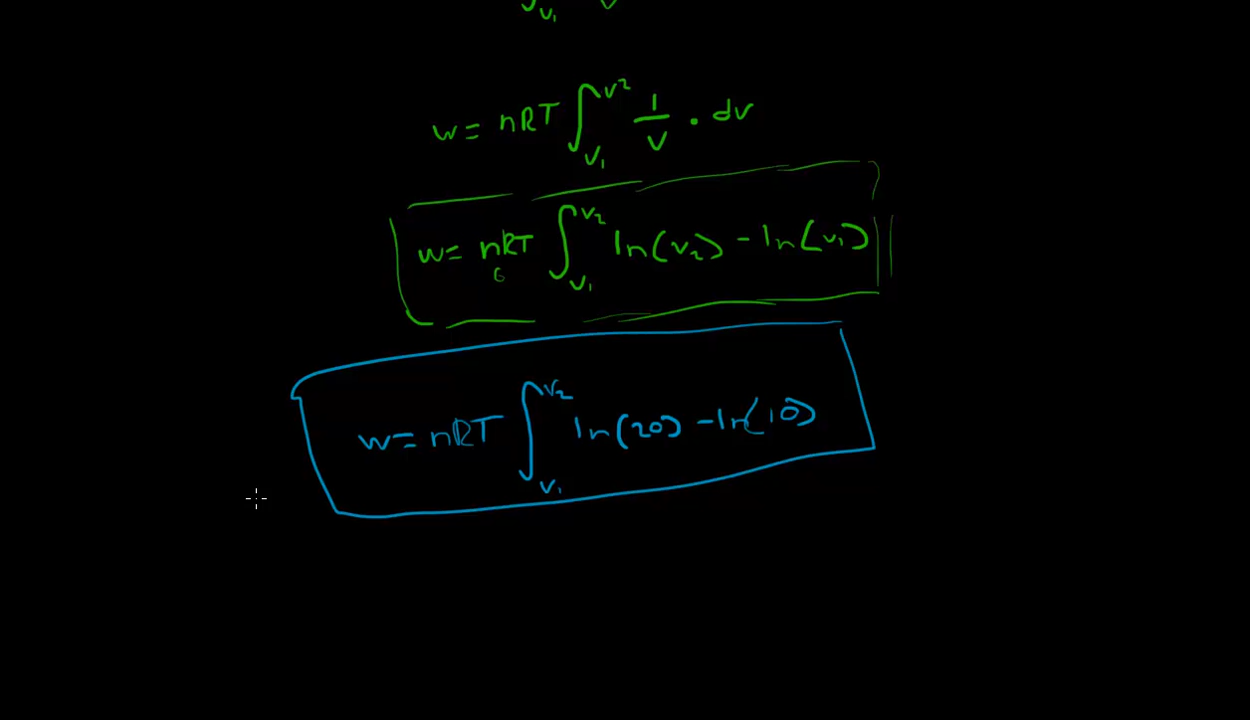 ∫V₁ V
w = nRT ∫V₁^V² 1/V · dV
w = nRT ∫V₁^V₂ ln(V₂) - ln(V₁)
w = nRT ∫V₁^V₂ ln(20) - ln(10)